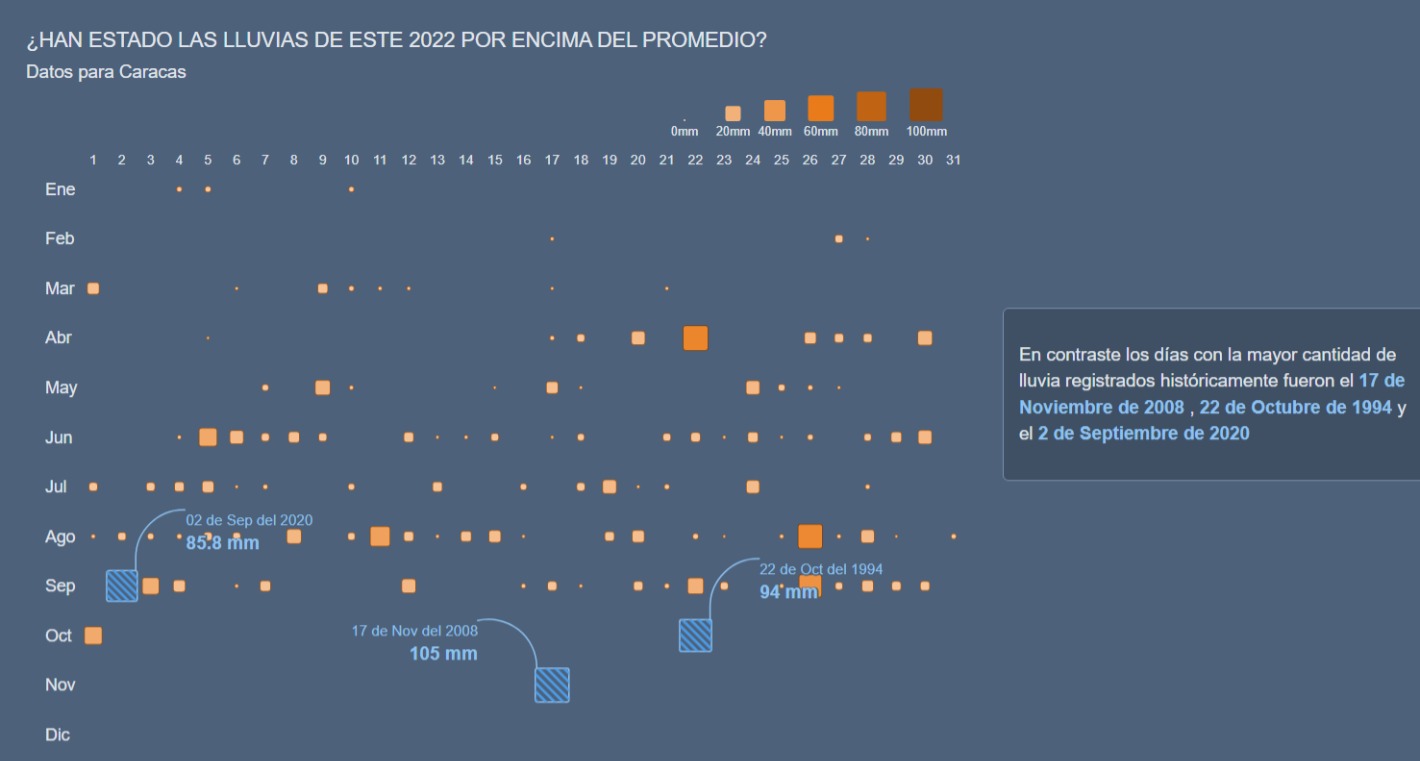 ¿HAN ESTADO LAS LLUVIAS DE ESTE 2022 POR ENCIMA DEL PROMEDIO?
Datos para Caracas
0mm 20mm 40mm 60mm 80mm 100mm
1 2 3 4 5 6 7 8 9 10 11 12 13 14 15 16 17 18 19 20 21 22 23 24 25 26 27 28 29 30 31
Ene
Feb
Mar
Abr
May
Jun
Jul
Ago
Sep
Oct
Nov
Dic
02 de Sep del 2020
85.8 mm
22 de Oct del 1994
94 mm
17 de Nov del 2008
105 mm
En contraste los días con la mayor cantidad de
lluvia registrados históricamente fueron el 17 de
Noviembre de 2008 , 22 de Octubre de 1994 y
el 2 de Septiembre de 2020